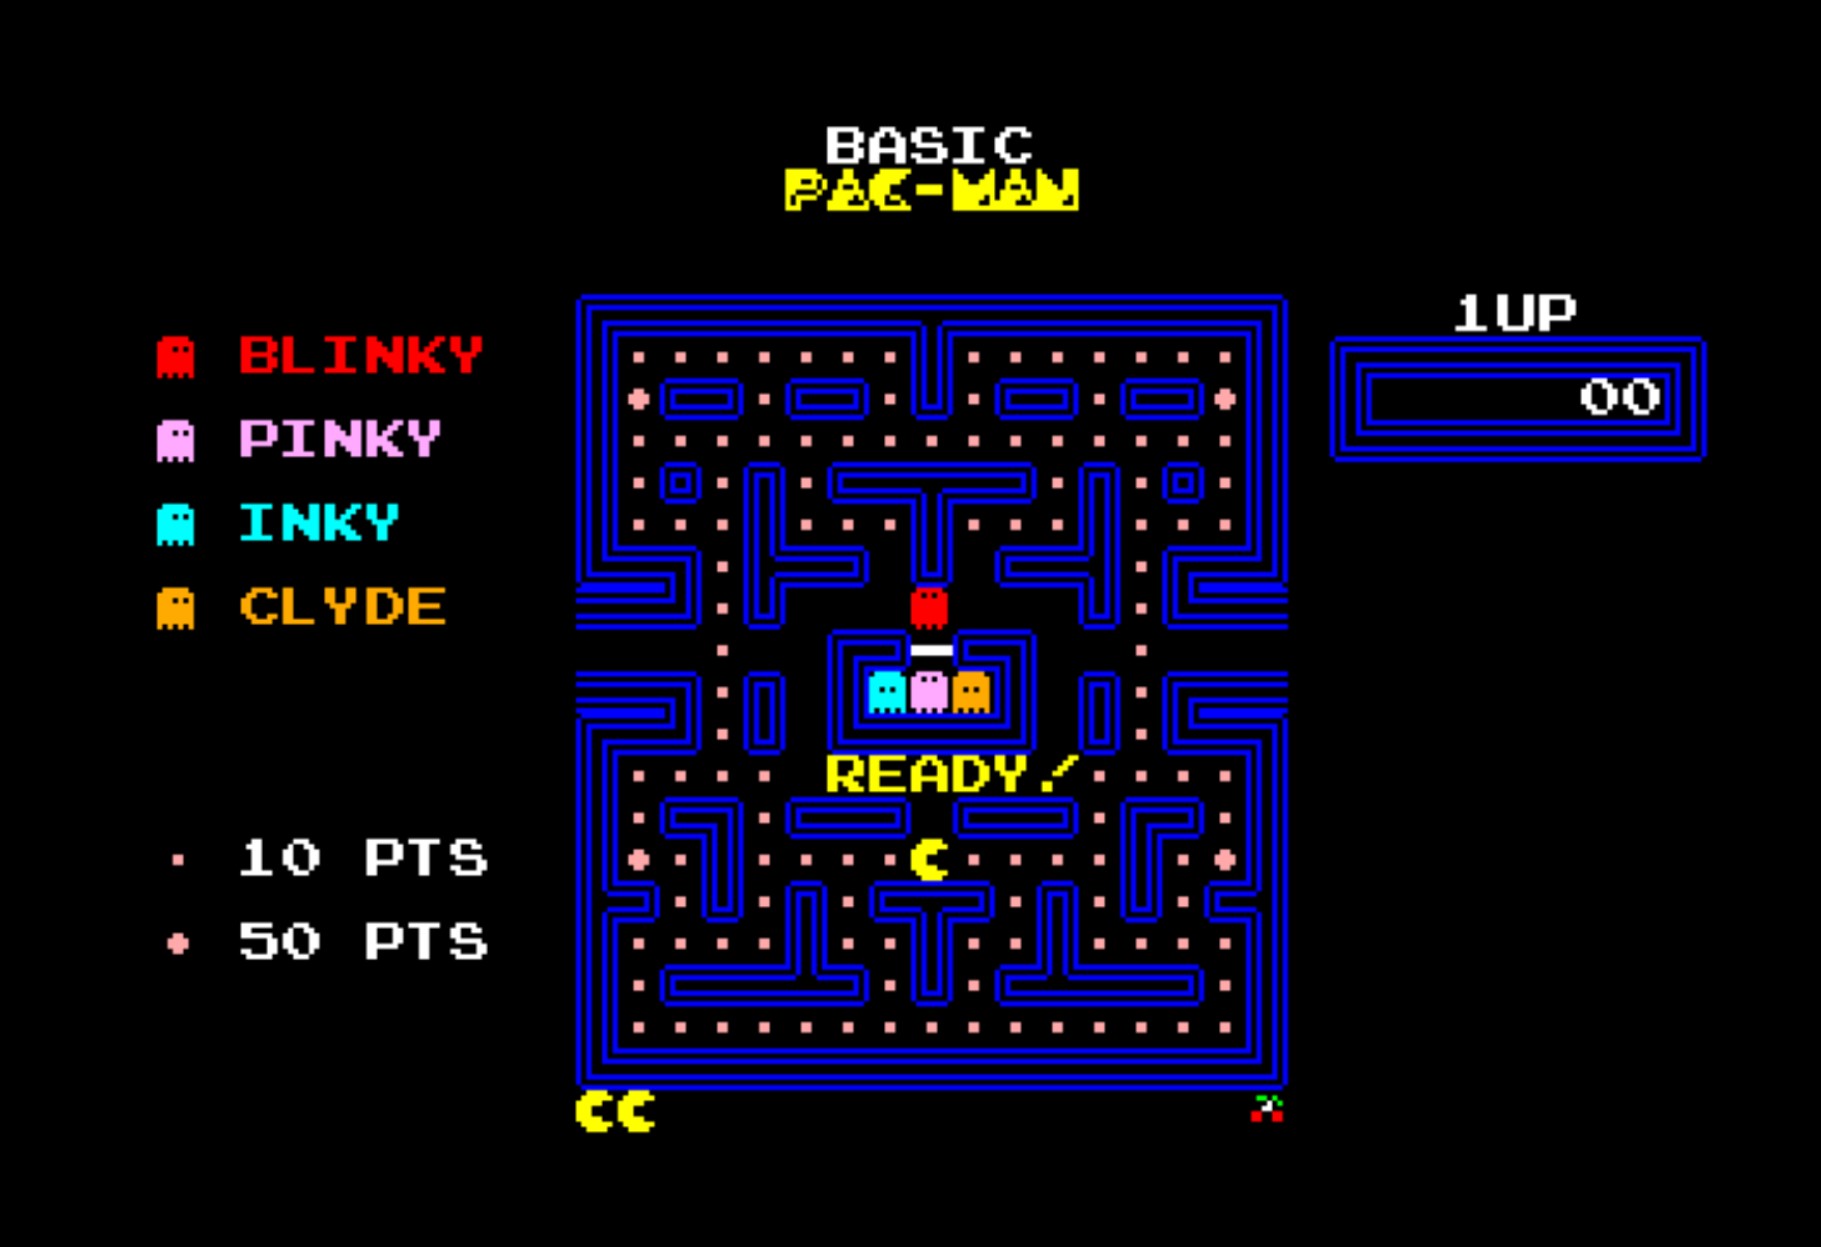 BASIC
PAC-MAN
1UP
00
BLINKY
PINKY
INKY
CLYDE
READY!
10 PTS
50 PTS